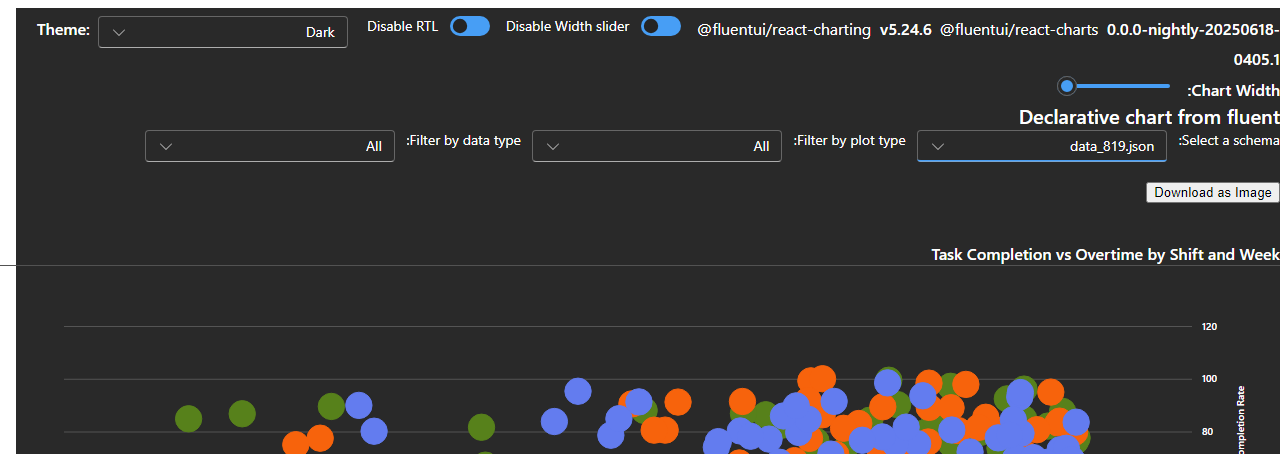 Theme: Dark Disable RTL Disable Width slider @fluentui/react-charting v5.24.6 @fluentui/react-charts 0.0.0-nightly-20250618-
0405.1
:Chart Width
Declarative chart from fluent
:Select a schema data_819.json :Filter by plot type All :Filter by data type All
Download as Image
Task Completion vs Overtime by Shift and Week
120
100
80
ompletion Rate